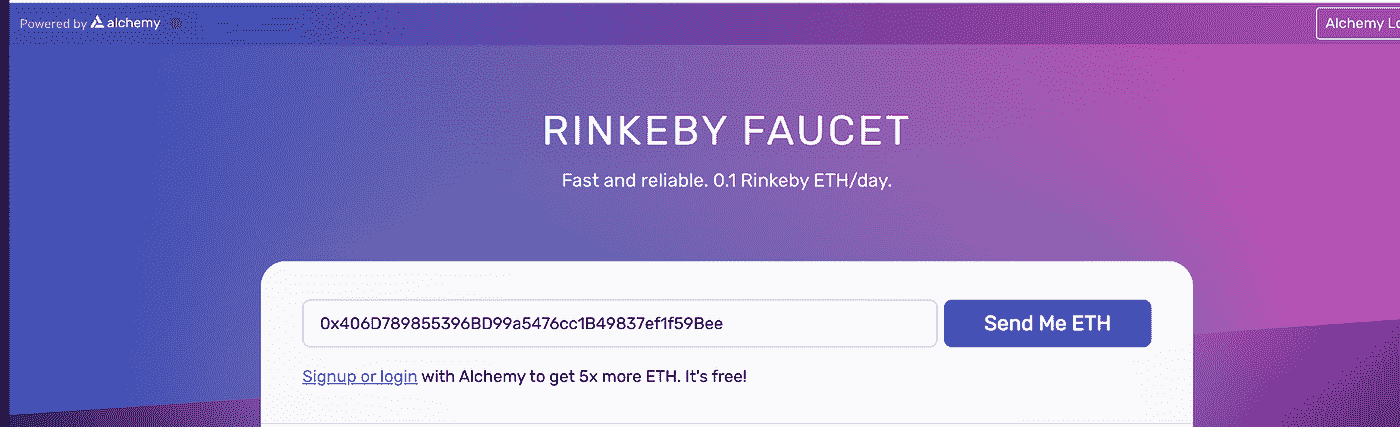 Powered by alchemy
Alchemy Lo
RINKEBY FAUCET
Fast and reliable. 0.1 Rinkeby ETH/day.
0x406D789855396BD99a5476cc1B49837ef1f59Bee
Send Me ETH
Signup or login with Alchemy to get 5x more ETH. It's free!